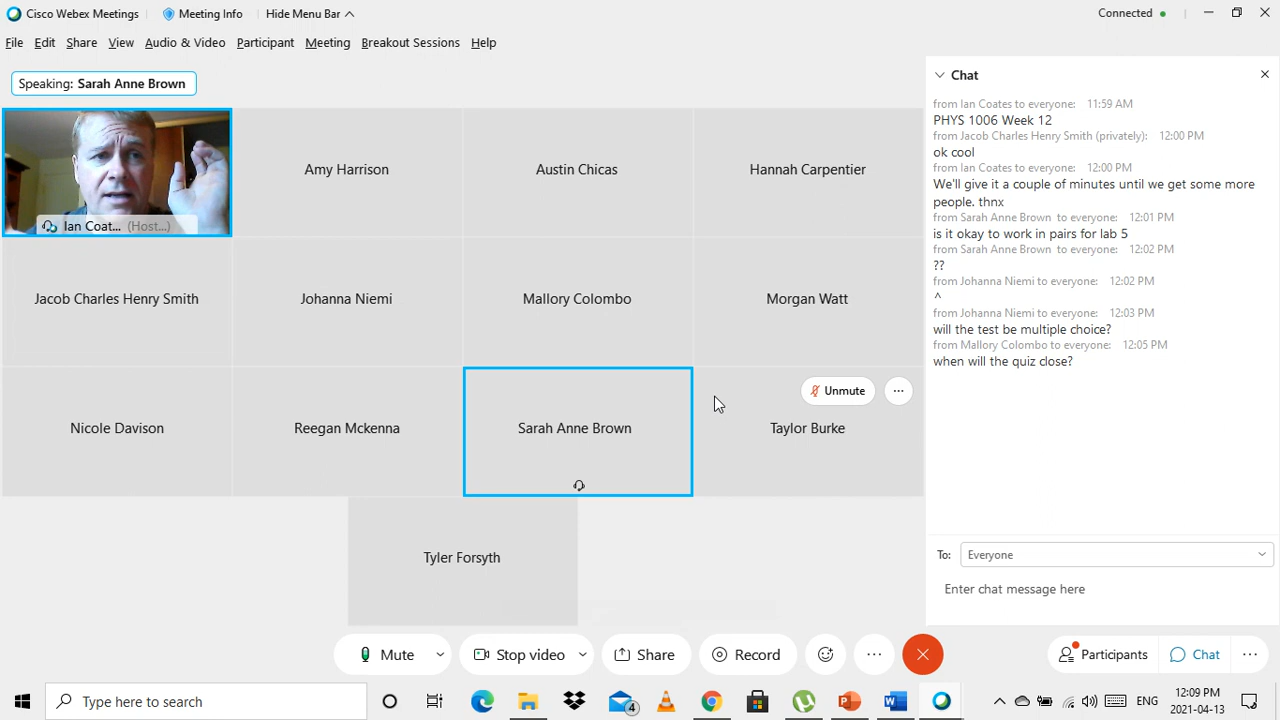 Cisco Webex Meetings
Meeting Info
Hide Menu Bar
Connected
File Edit Share View Audio & Video Participant Meeting Breakout Sessions Help
Speaking: Sarah Anne Brown
Ian Coat... (Host...)
Amy Harrison
Austin Chicas
Hannah Carpentier
Jacob Charles Henry Smith
Johanna Niemi
Mallory Colombo
Morgan Watt
Nicole Davison
Reegan Mckenna
Sarah Anne Brown
Unmute
Taylor Burke
Tyler Forsyth
Chat
from Ian Coates to everyone: 11:59 AM
PHYS 1006 Week 12
from Jacob Charles Henry Smith (privately): 12:00 PM
ok cool
from Ian Coates to everyone: 12:00 PM
We'll give it a couple of minutes until we get some more
people. thnx
from Sarah Anne Brown to everyone: 12:01 PM
is it okay to work in pairs for lab 5
from Sarah Anne Brown to everyone: 12:02 PM
??
from Johanna Niemi to everyone: 12:02 PM
^
from Johanna Niemi to everyone: 12:03 PM
will the test be multiple choice?
from Mallory Colombo to everyone: 12:05 PM
when will the quiz close?
To: Everyone
Enter chat message here
Mute
Stop video
Share
Record
Participants
Chat
Type here to search
4
ENG
12:09 PM
2021-04-13